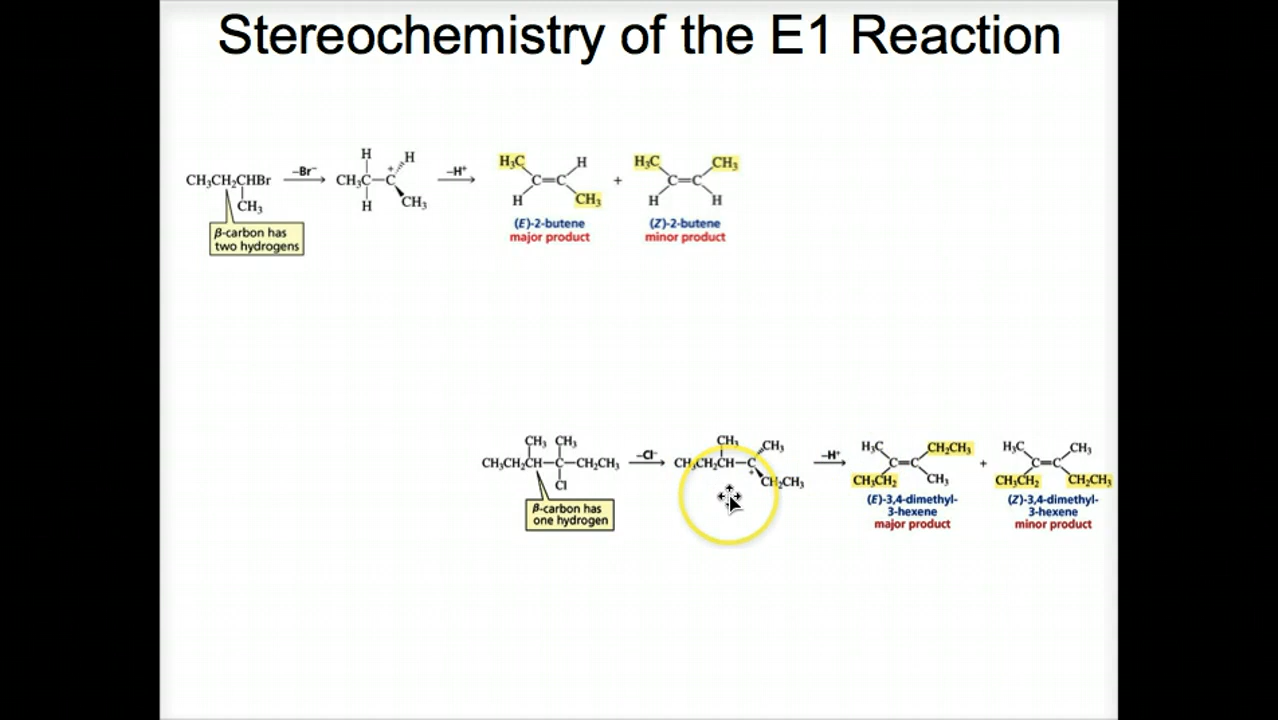 Stereochemistry of the E1 Reaction
H H
CH₃CH₂CHBr –Br⁻ CH₃C–C⁺ –H⁺
CH₃ H CH₃
β-carbon has
two hydrogens
H₃C H H₃C CH₃
C=C + C=C
H CH₃ H H
(E)-2-butene (Z)-2-butene
major product minor product
CH₃ CH₃ CH₃ CH₃ H₃C CH₂CH₃ H₃C CH₃
CH₃CH₂CH–C–CH₂CH₃ –Cl⁻ CH₃CH₂CH–C⁺ –H⁺ C=C + C=C
Cl CH₂CH₃ CH₃CH₂ CH₃ CH₃CH₂ CH₂CH₃
β-carbon has
one hydrogen
(E)-3,4-dimethyl- (Z)-3,4-dimethyl-
3-hexene 3-hexene
major product minor product